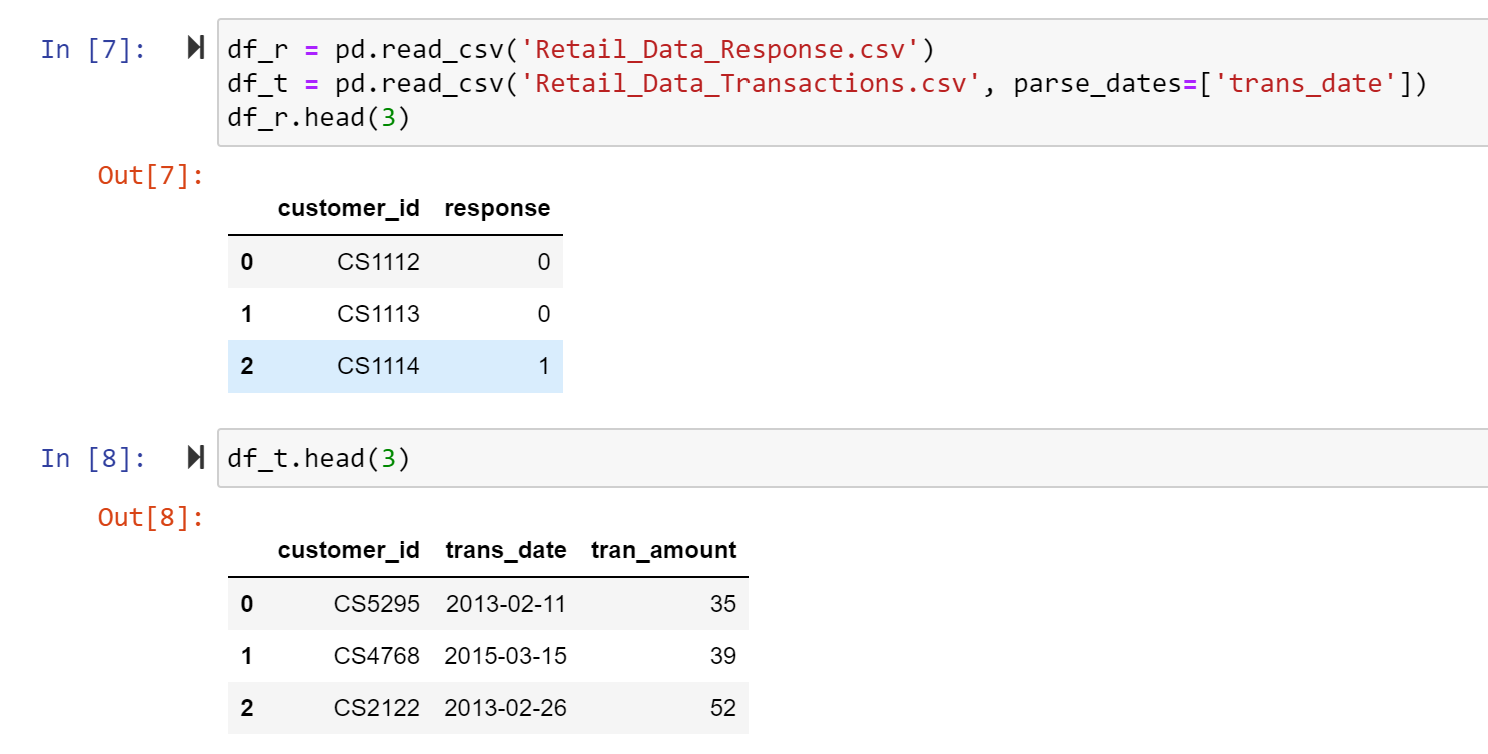 In [7]: df_r = pd.read_csv('Retail_Data_Response.csv')
df_t = pd.read_csv('Retail_Data_Transactions.csv', parse_dates=['trans_date'])
df_r.head(3)
Out[7]:
customer_id response
0 CS1112 0
1 CS1113 0
2 CS1114 1
In [8]: df_t.head(3)
Out[8]:
customer_id trans_date tran_amount
0 CS5295 2013-02-11 35
1 CS4768 2015-03-15 39
2 CS2122 2013-02-26 52